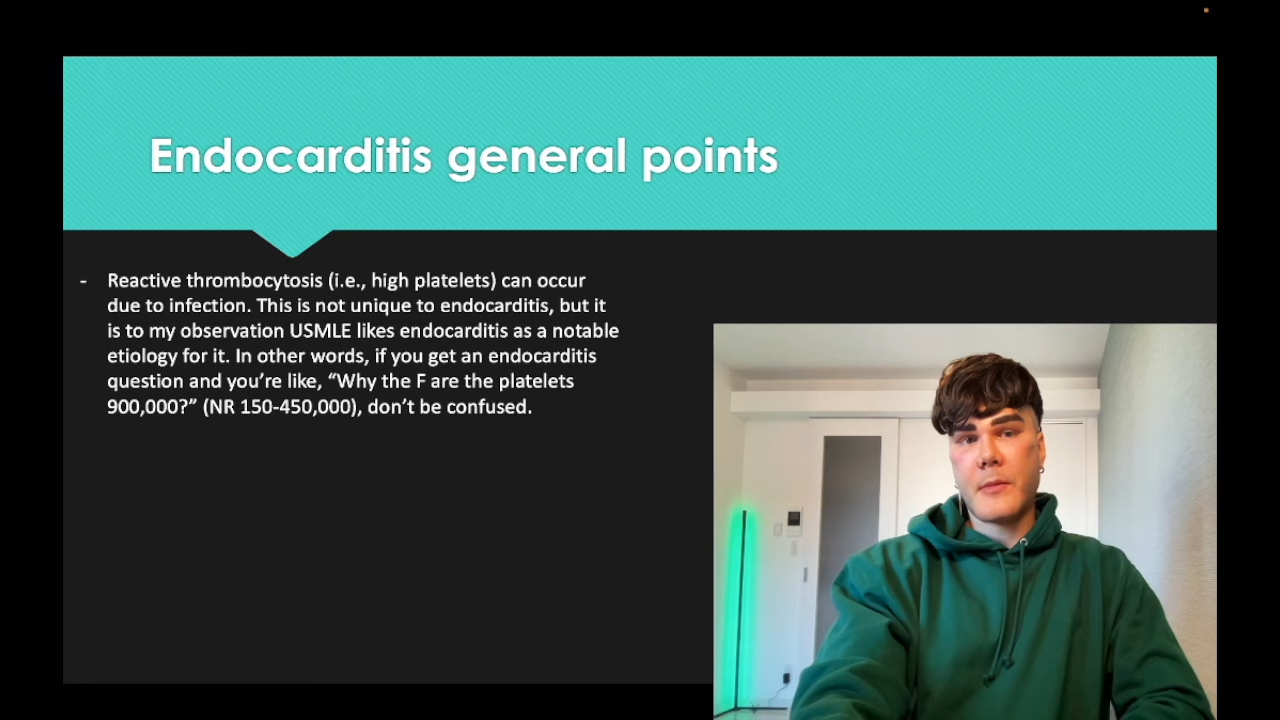 Endocarditis general points
- Reactive thrombocytosis (i.e., high platelets) can occur
due to infection. This is not unique to endocarditis, but it
is to my observation USMLE likes endocarditis as a notable
etiology for it. In other words, if you get an endocarditis
question and you’re like, “Why the F are the platelets
900,000?” (NR 150-450,000), don’t be confused.